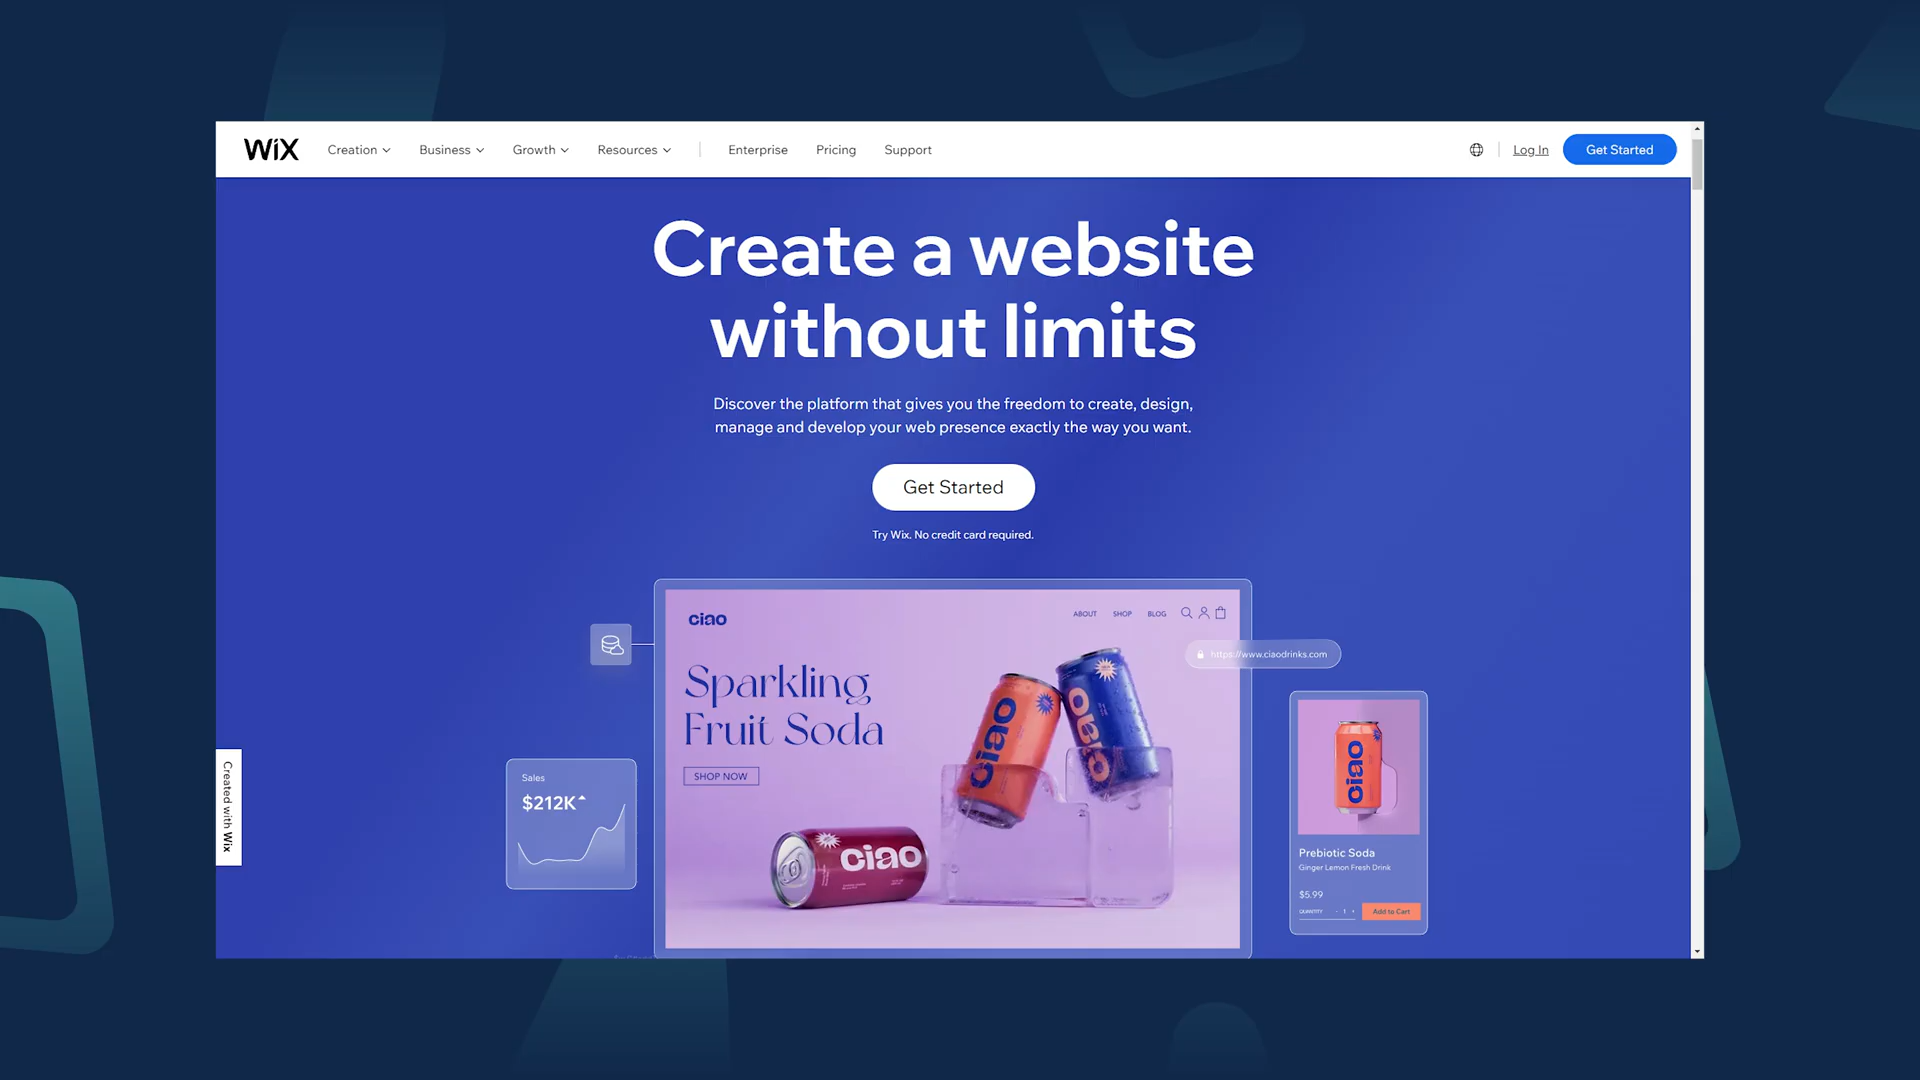 WiX
Creation
Business
Growth
Resources
Enterprise
Pricing
Support
Log In
Get Started
Create a website
without limits
Discover the platform that gives you the freedom to create, design,
manage and develop your web presence exactly the way you want.
Get Started
Try Wix. No credit card required.
ciao
ABOUT
SHOP
BLOG
Sparkling
Fruit Soda
SHOP NOW
ciao
ciao
ciao
https://www.ciaodrinks.com
Sales
$212K
ciao
Prebiotic Soda
Ginger Lemon Fresh Drink
$5.99
QUANTITY
- 1 +
Add to Cart
Created with Wix